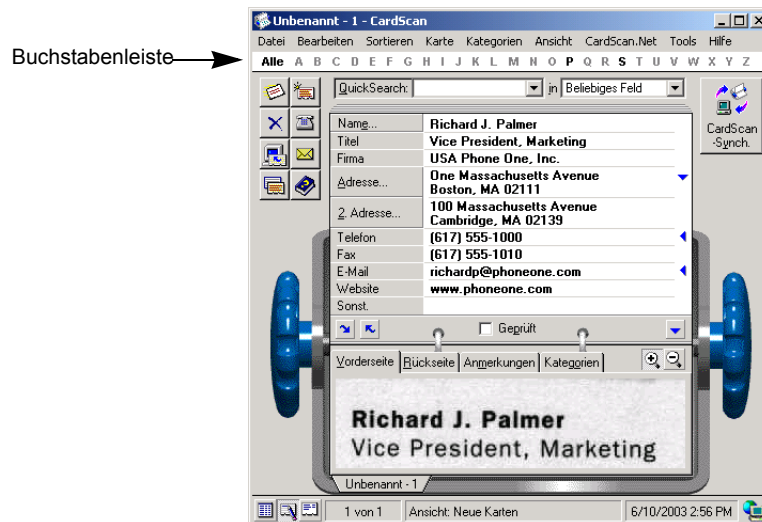 Unbenannt - 1 - CardScan
Datei Bearbeiten Sortieren Karte Kategorien Ansicht CardScan.Net Tools Hilfe
Buchstabenleiste
Alle A B C D E F G H I J K L M N O P Q R S T U V W X Y Z
QuickSearch: in Beliebiges Feld
CardScan
-Synch.
Name... Richard J. Palmer
Titel Vice President, Marketing
Firma USA Phone One, Inc.
Adresse... One Massachusetts Avenue
Boston, MA 02111
2. Adresse... 100 Massachusetts Avenue
Cambridge, MA 02139
Telefon (617) 555-1000
Fax (617) 555-1010
E-Mail richardp@phoneone.com
Website www.phoneone.com
Sonst.
Geprüft
Vorderseite Rückseite Anmerkungen Kategorien
Richard J. Palmer
Vice President, Marketing
Unbenannt - 1
1 von 1 Ansicht: Neue Karten 6/10/2003 2:56 PM